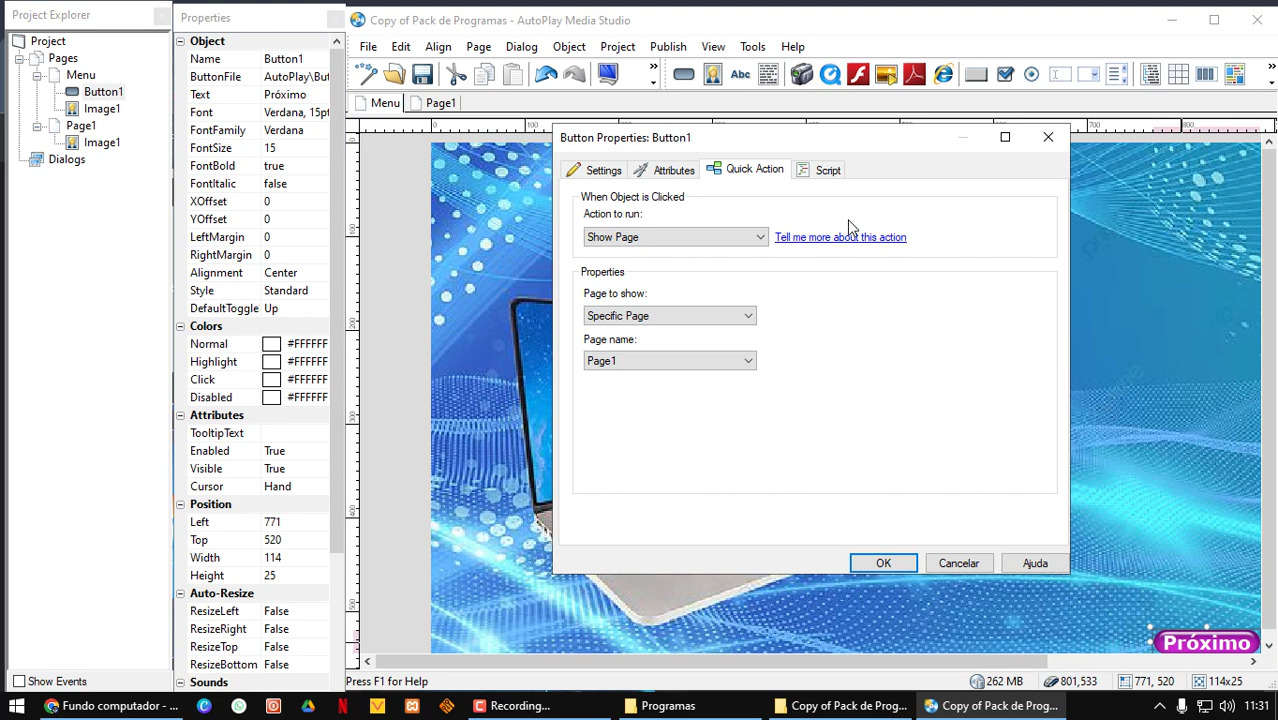 Project Explorer
Project
Pages
Menu
Button1
Image1
Page1
Image1
Dialogs
Show Events
Properties
Object
Name Button1
ButtonFile AutoPlay\Bu
Text Próximo
Font Verdana, 15pt
FontFamily Verdana
FontSize 15
FontBold true
FontItalic false
XOffset 0
YOffset 0
LeftMargin 0
RightMargin 0
Alignment Center
Style Standard
DefaultToggle Up
Colors
Normal #FFFFFF
Highlight #FFFFFF
Click #FFFFFF
Disabled #FFFFFF
Attributes
TooltipText
Enabled True
Visible True
Cursor Hand
Position
Left 771
Top 520
Width 114
Height 25
Auto-Resize
ResizeLeft False
ResizeRight False
ResizeTop False
ResizeBottom False
Sounds
Copy of Pack de Programas - AutoPlay Media Studio
File Edit Align Page Dialog Object Project Publish View Tools Help
Abc
Menu Page1
Button Properties: Button1
Settings Attributes Quick Action Script
When Object is Clicked
Action to run:
Show Page Tell me more about this action
Properties
Page to show:
Specific Page
Page name:
Page1
OK Cancelar Ajuda
Próximo
Press F1 for Help 262 MB 801,533 771, 520 114x25
Fundo computador - ... Recording... Programas Copy of Pack de Pro... Copy of Pack de Prog... 11:31